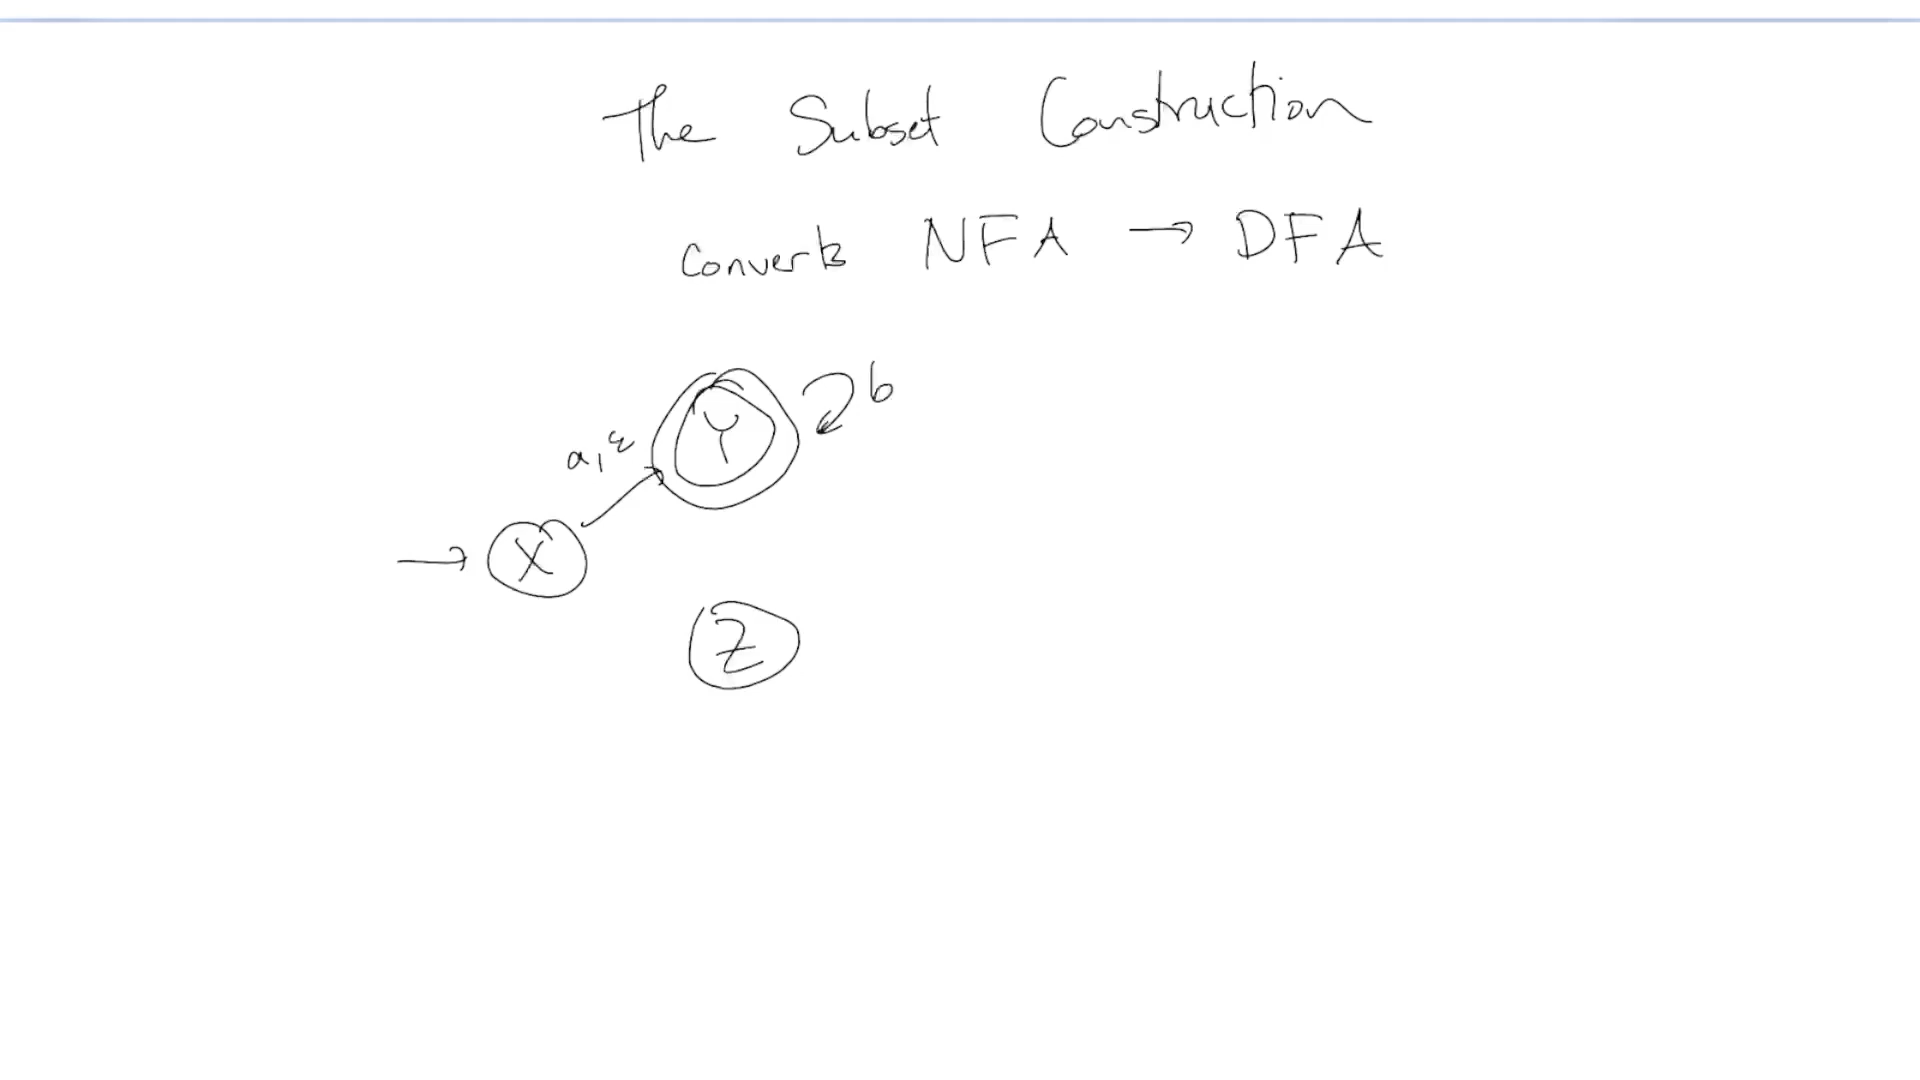 The Subset Construction
converts NFA → DFA
Y b
a, ε
→ X
Z